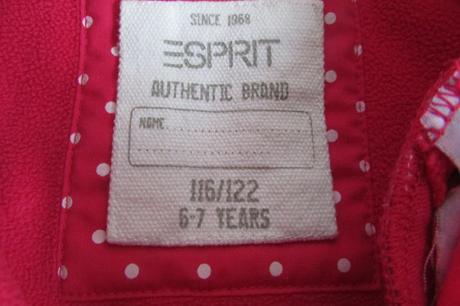 SINCE 1968
ESPRIT
AUTHENTIC BRAND
NAME..................
......................
116/122
6-7 YEARS